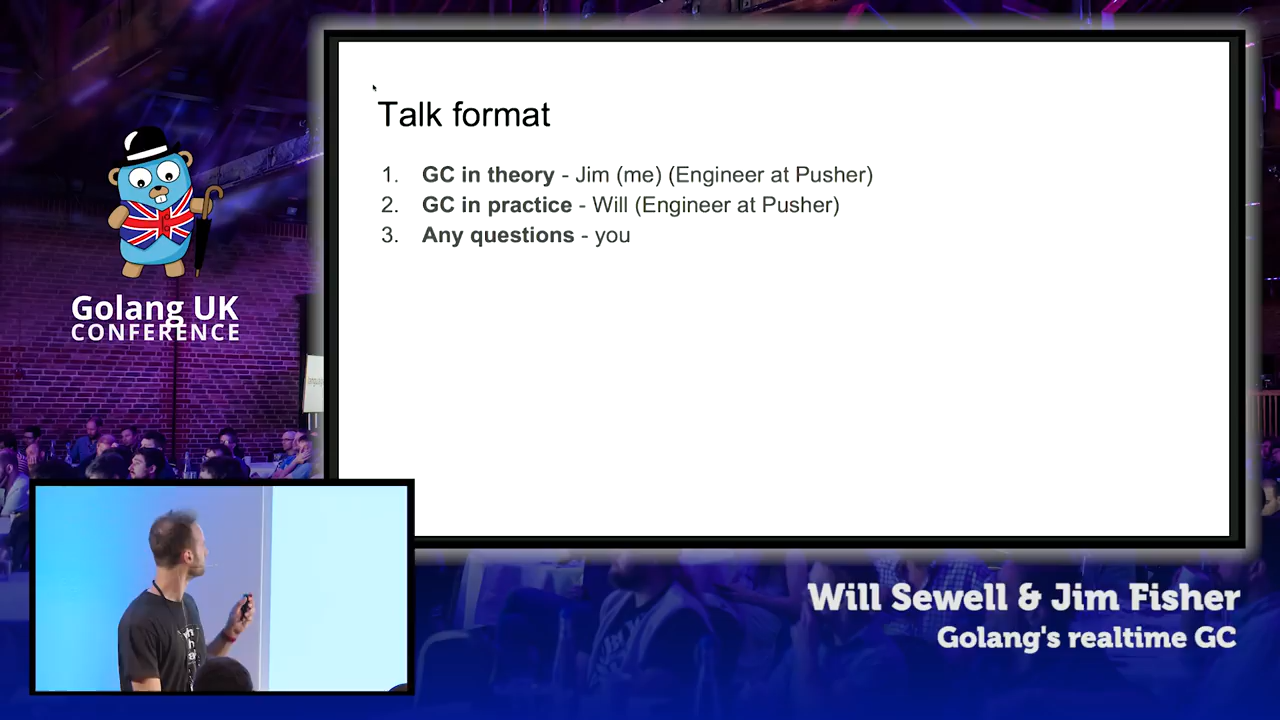 Talk format
1. GC in theory - Jim (me) (Engineer at Pusher)
2. GC in practice - Will (Engineer at Pusher)
3. Any questions - you
Golang UK
CONFERENCE
Will Sewell & Jim Fisher
Golang's realtime GC